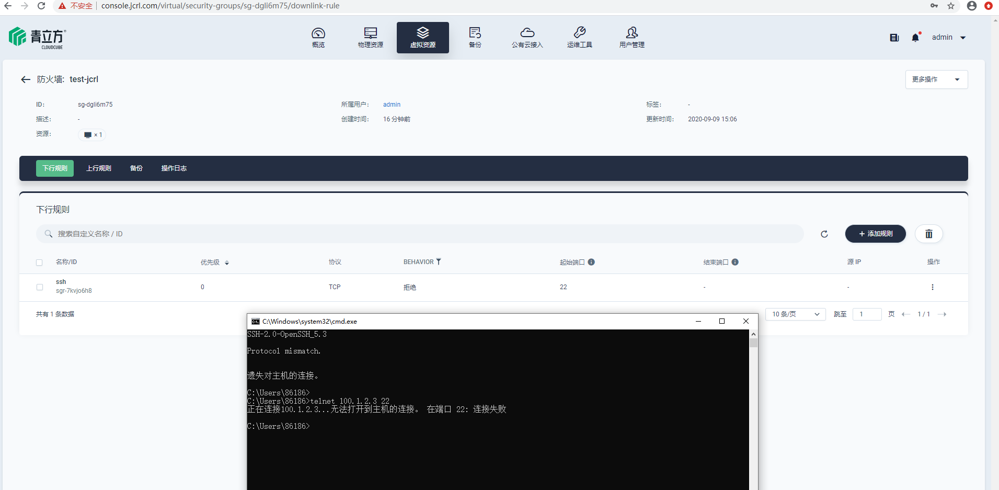 不安全 console.jcrl.com/virtual/security-groups/sg-dgli6m75/downlink-rule
青立方®
CLOUDCUBE
概览 物理资源 虚拟资源 备份 公有云接入 运维工具 用户管理
admin
防火墙: test-jcrl
更多操作
ID: sg-dgli6m75 所属用户: admin 标签: -
描述: - 创建时间: 16 分钟前 更新时间: 2020-09-09 15:06
资源: × 1
下行规则 上行规则 备份 操作日志
下行规则
搜索自定义名称 / ID
+ 添加规则
名称/ID 优先级 协议 BEHAVIOR 起始端口 结束端口 源 IP 操作
ssh
sgr-7kvjo6h8 0 TCP 拒绝 22 - -
共有 1 条数据
10 条/页 跳至 1 页 1 / 1
C:\Windows\system32\cmd.exe
SSH-2.0-OpenSSH_5.3
Protocol mismatch.
遗失对主机的连接。
C:\Users\86186>
C:\Users\86186>telnet 100.1.2.3 22
正在连接100.1.2.3...无法打开到主机的连接。 在端口 22: 连接失败
C:\Users\86186>